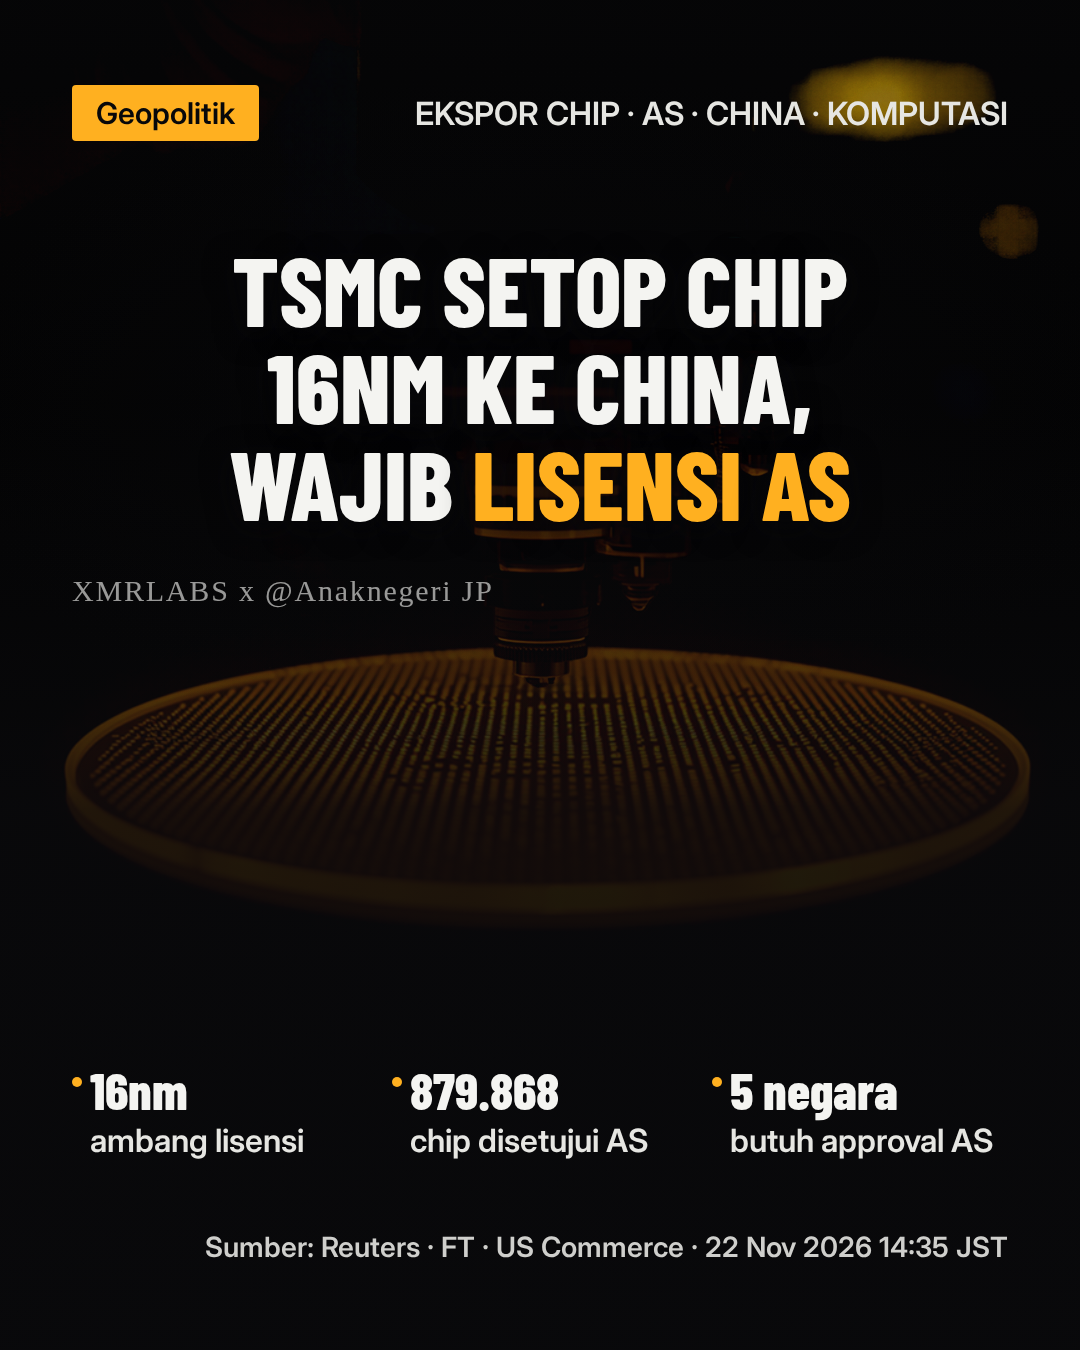 Geopolitik
EKSPOR CHIP · AS · CHINA · KOMPUTASI
TSMC SETOP CHIP
16NM KE CHINA,
WAJIB LISENSI AS
XMRLABS x @Anaknegeri JP
16nm
ambang lisensi
879.868
chip disetujui AS
5 negara
butuh approval AS
Sumber: Reuters · FT · US Commerce · 22 Nov 2026 14:35 JST